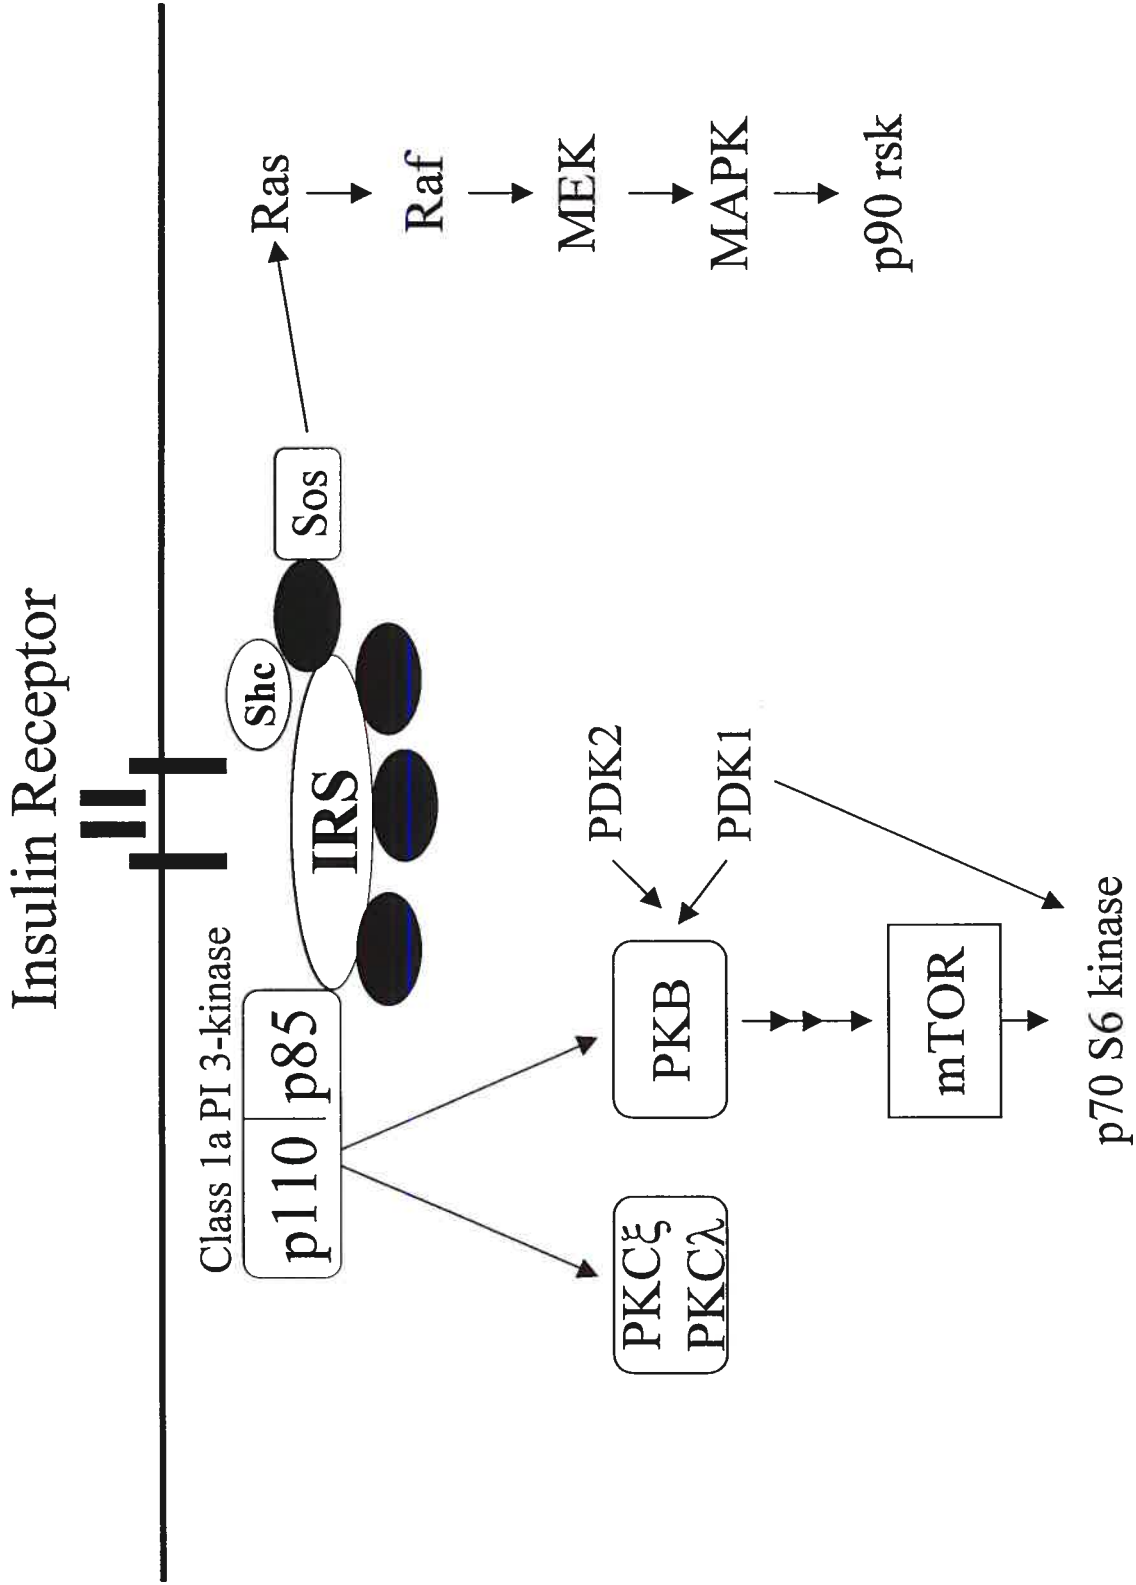 Insulin Receptor
Class 1a PI 3-kinase
p110 p85
IRS
Shc
Sos
Ras
Raf
MEK
MAPK
p90 rsk
PKCξ
PKCλ
PKB
PDK2
PDK1
mTOR
p70 S6 kinase